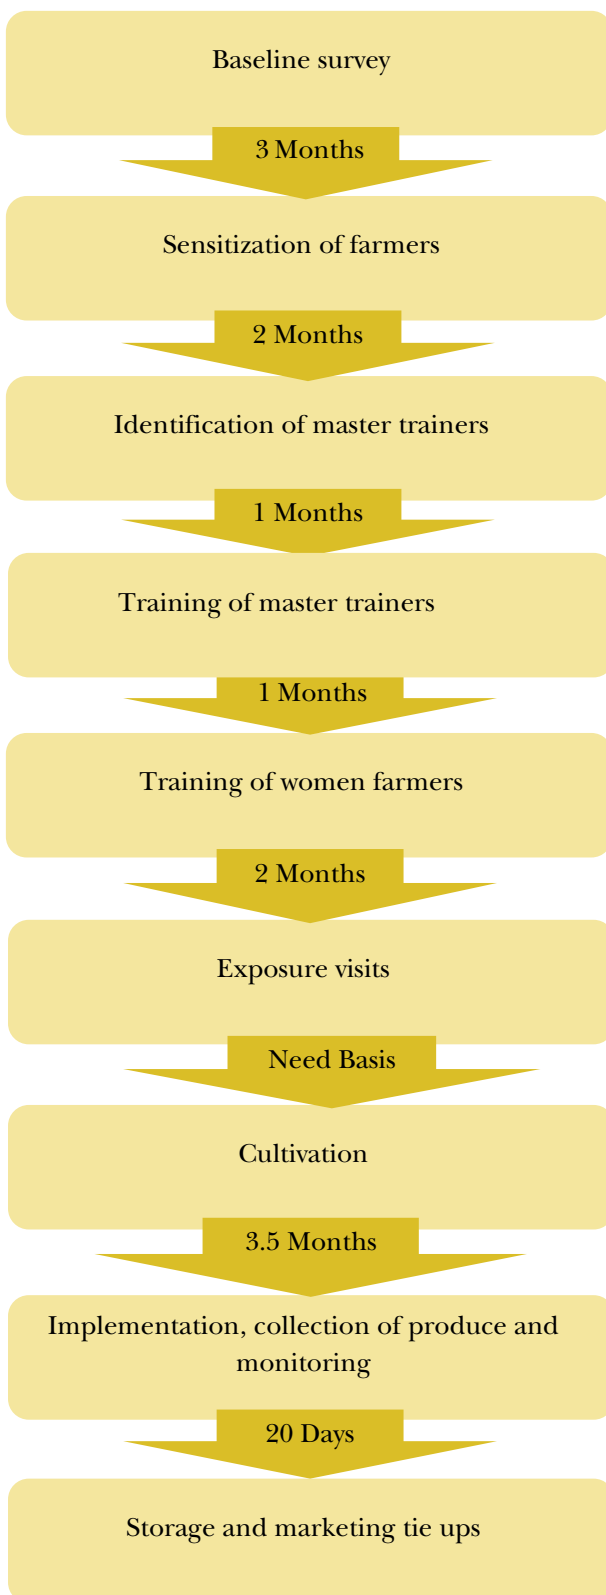 Baseline survey
3 Months
Sensitization of farmers
2 Months
Identification of master trainers
1 Months
Training of master trainers
1 Months
Training of women farmers
2 Months
Exposure visits
Need Basis
Cultivation
3.5 Months
Implementation, collection of produce and
monitoring
20 Days
Storage and marketing tie ups